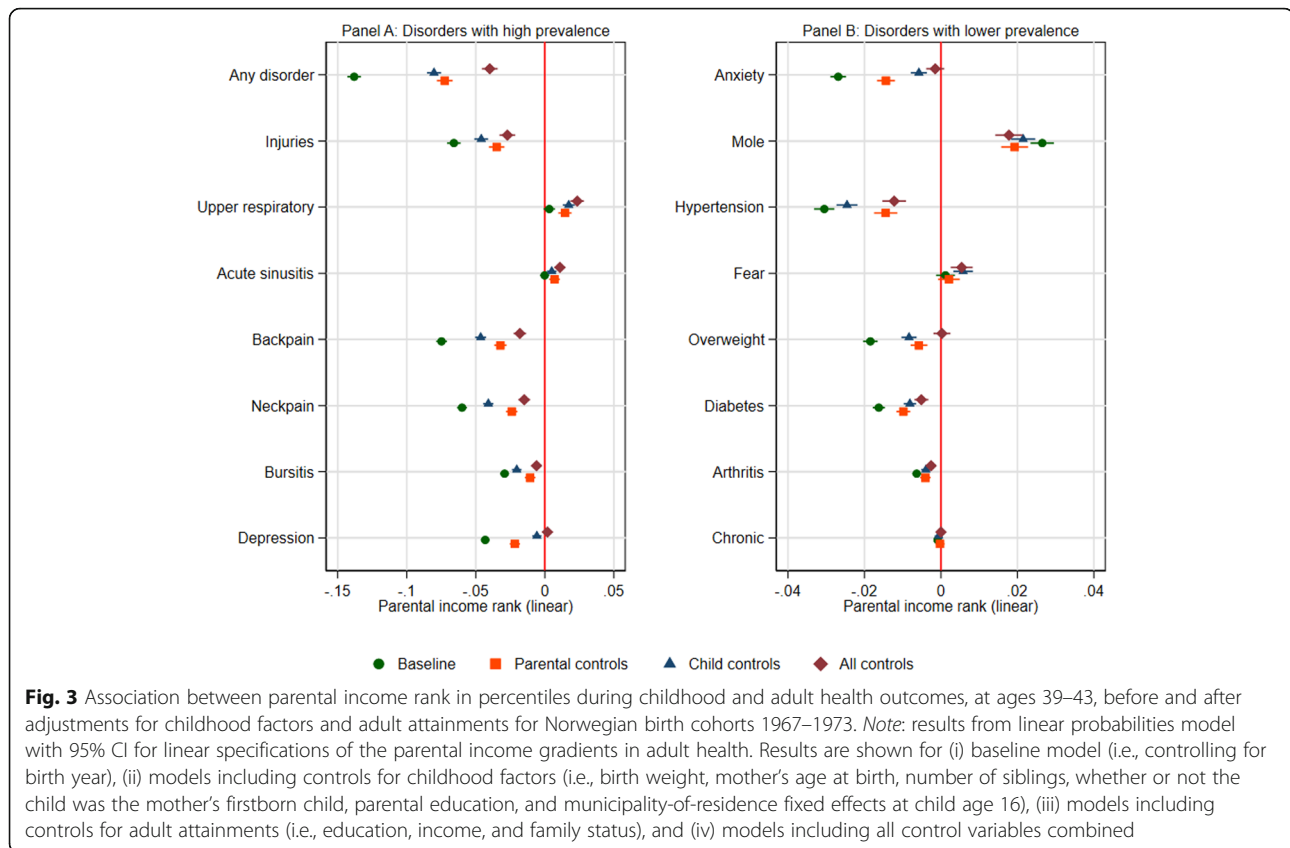 Panel A: Disorders with high prevalence
Any disorder
Injuries
Upper respiratory
Acute sinusitis
Backpain
Neckpain
Bursitis
Depression
-.15 -.1 -.05 0 .05
Parental income rank (linear)
Panel B: Disorders with lower prevalence
Anxiety
Mole
Hypertension
Fear
Overweight
Diabetes
Arthritis
Chronic
-.04 -.02 0 .02 .04
Parental income rank (linear)
Baseline Parental controls Child controls All controls
Fig. 3 Association between parental income rank in percentiles during childhood and adult health outcomes, at ages 39–43, before and after
adjustments for childhood factors and adult attainments for Norwegian birth cohorts 1967–1973. Note: results from linear probabilities model
with 95% CI for linear specifications of the parental income gradients in adult health. Results are shown for (i) baseline model (i.e., controlling for
birth year), (ii) models including controls for childhood factors (i.e., birth weight, mother's age at birth, number of siblings, whether or not the
child was the mother's firstborn child, parental education, and municipality-of-residence fixed effects at child age 16), (iii) models including
controls for adult attainments (i.e., education, income, and family status), and (iv) models including all control variables combined